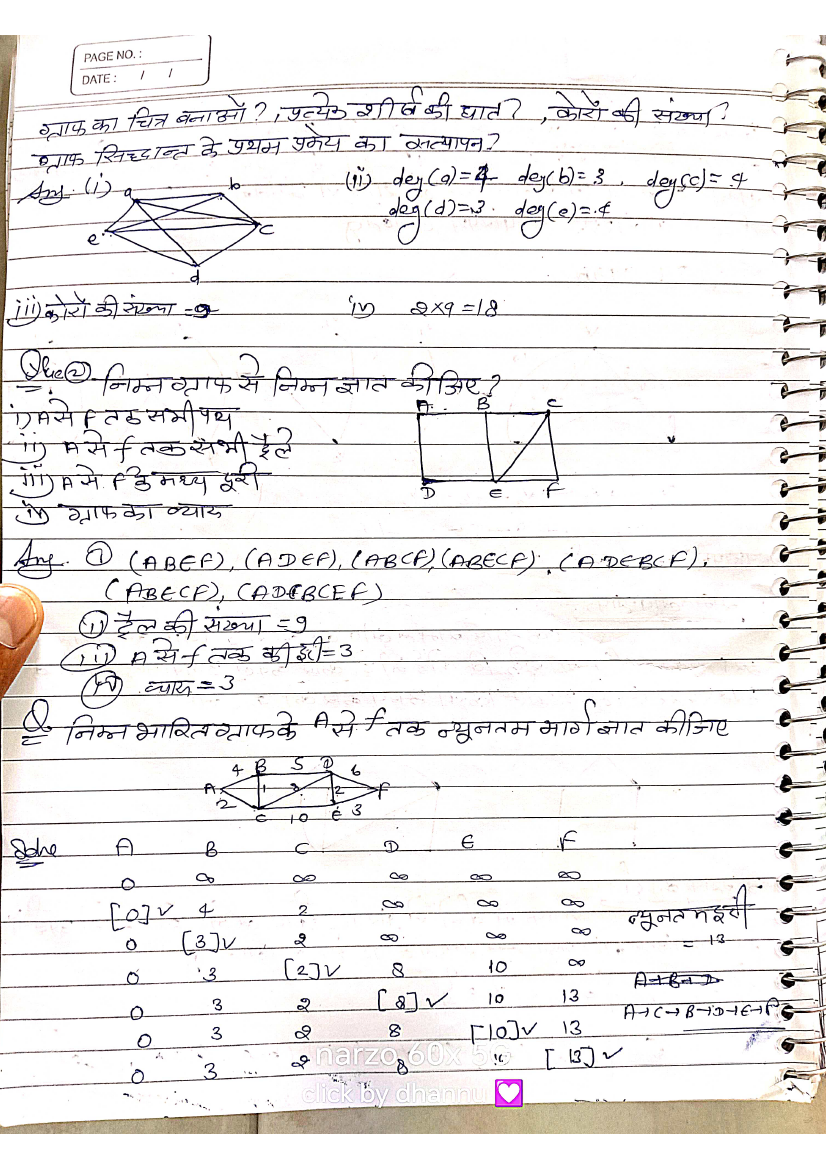 PAGE NO. :
DATE : / /
ग्राफ का चित्र बनाओं ?, प्रत्येक शीर्ष की घात ? , कोरों की संख्या ?
ग्राफ सिद्धान्त के प्रथम प्रमेय का सत्यापन ?
Ans. (i) a b c d e (ii) deg(a)=4 deg(b)=3 , deg(c)= 4
deg(d)=3. deg(e)=4
iii) कोरों की संख्या =9 iv) 2×9=18
Que② निम्न ग्राफ से निम्न ज्ञात कीजिए ?
A B C D E F
i) A से F तक सभी पथ
ii) A से f तक सभी ट्रैले
iii) A से F के मध्य दूरी
iv) ग्राफ का व्यास
Ans. ① (ABEF), (ADEF), (ABCF) (ABECF), (ADEBCF),
(ABECF), (ADEBCEF)
ii) ट्रैल की संख्या = 9
iii) A से f तक की दूरी = 3
iv) व्यास = 3
Q निम्न भारित ग्राफ के A से f तक न्यूनतम मार्ग ज्ञात कीजिए
4 B 5 D 6
A 1 2 F
2 C 10 E 3
Solve A B C D E F
0 ∞ ∞ ∞ ∞ ∞
[0]✓ 4 2 ∞ ∞ ∞
0 [3]✓ 2 ∞ ∞ ∞
0 3 [2]✓ 8 10 ∞
0 3 2 [8]✓ 10 13
0 3 2 8 [10]✓ 13
0 3 2 8 [13]✓
न्यूनतम दूरी
= 13
A→B→D
A→C→B→D→E→F
narzo 60x 5G
click by dhannu